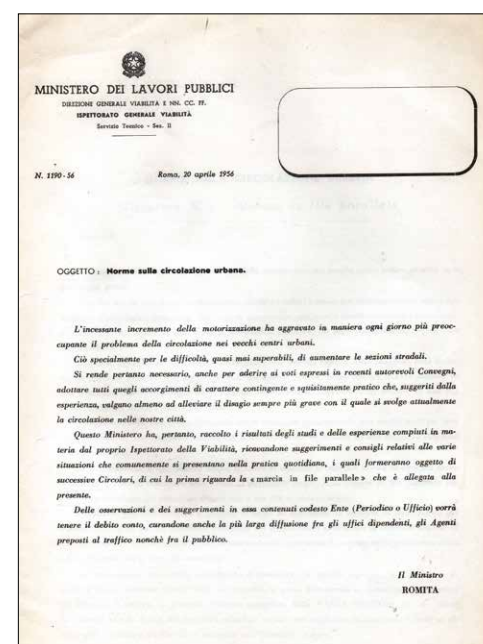 MINISTERO DEI LAVORI PUBBLICI
DIREZIONE GENERALE VIABILITÀ E NN. CC. FF.
ISPETTORATO GENERALE VIABILITÀ
Servizio Tecnico - Sez. II
N. 1190-56 Roma, 20 aprile 1956
OGGETTO : Norme sulla circolazione urbana.
L'incessante incremento della motorizzazione ha aggravato in maniera ogni giorno più preoc-
cupante il problema della circolazione nei vecchi centri urbani.
Ciò specialmente per le difficoltà, quasi mai superabili, di aumentare le sezioni stradali.
Si rende pertanto necessario, anche per aderire ai voti espressi in recenti autorevoli Convegni,
adottare tutti quegli accorgimenti di carattere contingente e squisitamente pratico che, suggeriti dalla
esperienza, valgano almeno ad alleviare il disagio sempre più grave con il quale si svolge attualmente
la circolazione nelle nostre città.
Questo Ministero ha, pertanto, raccolto i risultati degli studi e delle esperienze compiuti in ma-
teria dal proprio Ispettorato della Viabilità, ricavandone suggerimenti e consigli relativi alle varie
situazioni che comunemente si presentano nella pratica quotidiana, i quali formeranno oggetto di
successive Circolari, di cui la prima riguarda la «marcia in file parallele» che è allegata alla
presente.
Delle osservazioni e dei suggerimenti in essa contenuti codesto Ente (Periodico o Ufficio) vorrà
tenere il debito conto, curandone anche la più larga diffusione fra gli uffici dipendenti, gli Agenti
preposti al traffico nonchè fra il pubblico.
Il Ministro
ROMITA